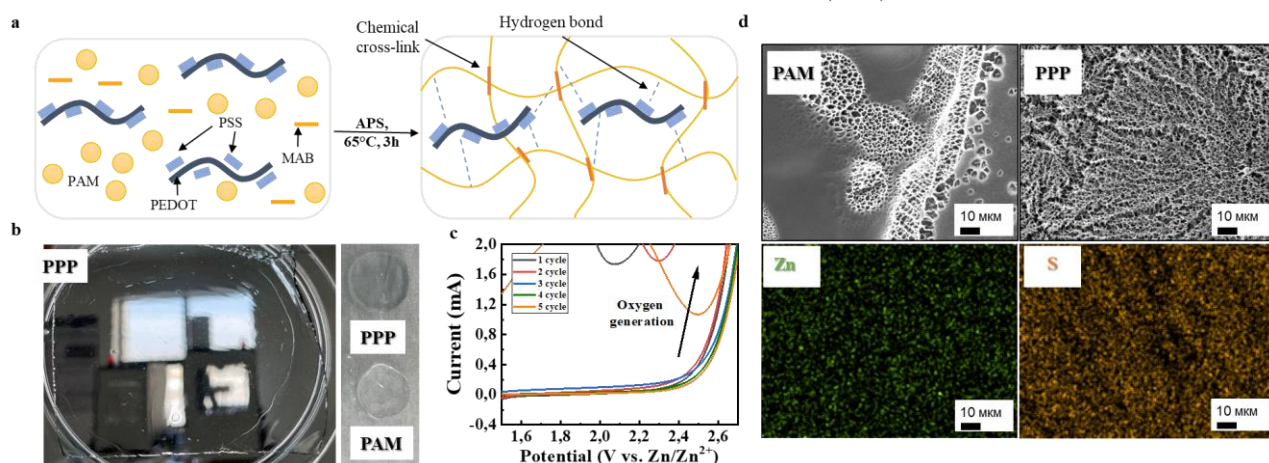 a
Chemical
cross-link
Hydrogen bond
PSS
MAB
PAM
PEDOT
APS,
65°C, 3h
b
PPP
PPP
PAM
c
2,0
1,6
1,2
0,8
0,4
0,0
-0,4
1 cycle
2 cycle
3 cycle
4 cycle
5 cycle
Oxygen
generation
1,6 1,8 2,0 2,2 2,4 2,6
Current (mA)
Potential (V vs. Zn/Zn²⁺)
d
PAM
10 мкм
PPP
10 мкм
Zn
10 мкм
S
10 мкм